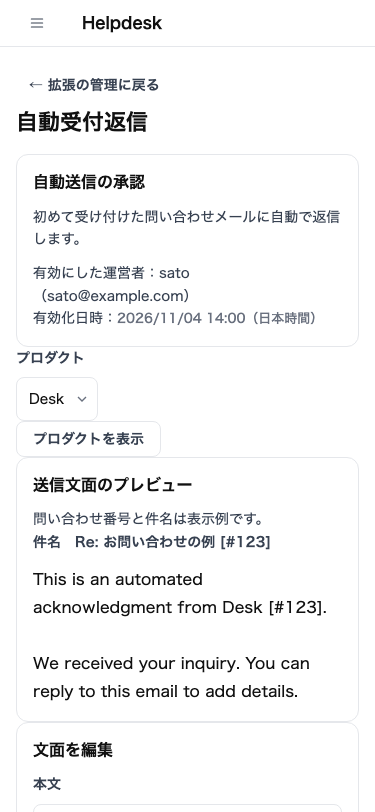 Helpdesk
← 拡張の管理に戻る
自動受付返信
自動送信の承認
初めて受け付けた問い合わせメールに自動で返信
します。
有効にした運営者：sato
（sato@example.com）
有効化日時：2026/11/04 14:00（日本時間）
プロダクト
Desk
プロダクトを表示
送信文面のプレビュー
問い合わせ番号と件名は表示例です。
件名 Re: お問い合わせの例 [#123]
This is an automated
acknowledgment from Desk [#123].
We received your inquiry. You can
reply to this email to add details.
文面を編集
本文